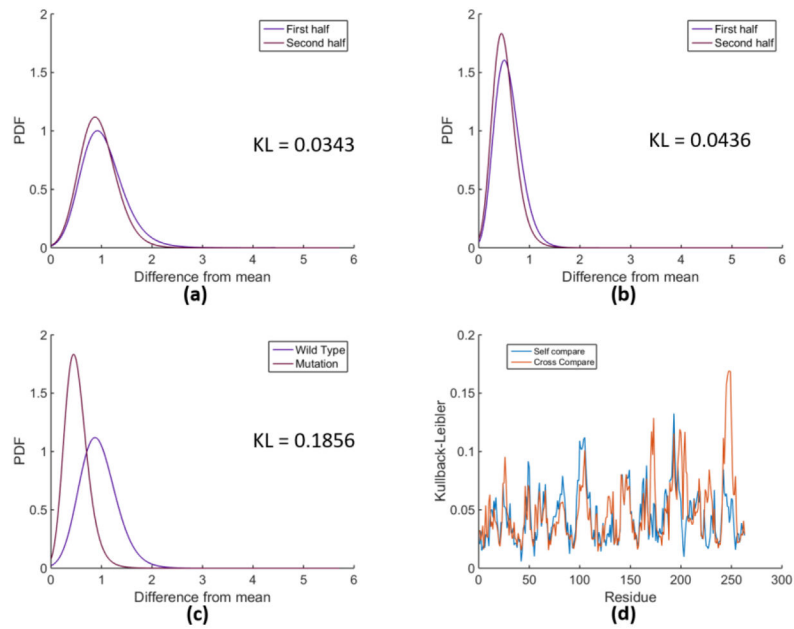 2
1.5
1
0.5
0
PDF
First half
Second half
KL = 0.0343
0 1 2 3 4 5 6
Difference from mean
(a)
2
1.5
1
0.5
0
PDF
First half
Second half
KL = 0.0436
0 1 2 3 4 5 6
Difference from mean
(b)
2
1.5
1
0.5
0
PDF
Wild Type
Mutation
KL = 0.1856
0 1 2 3 4 5 6
Difference from mean
(c)
0.2
0.15
0.1
0.05
0
Kullback-Leibler
Self compare
Cross Compare
0 50 100 150 200 250 300
Residue
(d)